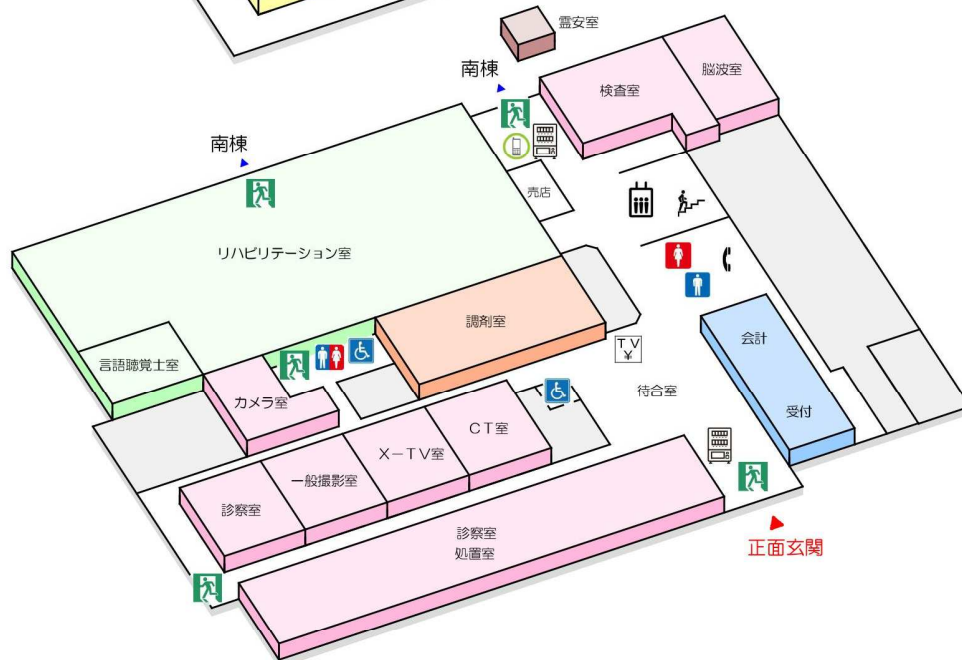 霊安室
南棟
脳波室
検査室
南棟
売店
リハビリテーション室
調剤室
会計
TV
¥
言語聴覚士室
待合室
カメラ室
受付
CT室
X-TV室
一般撮影室
診察室
診察室
処置室
正面玄関